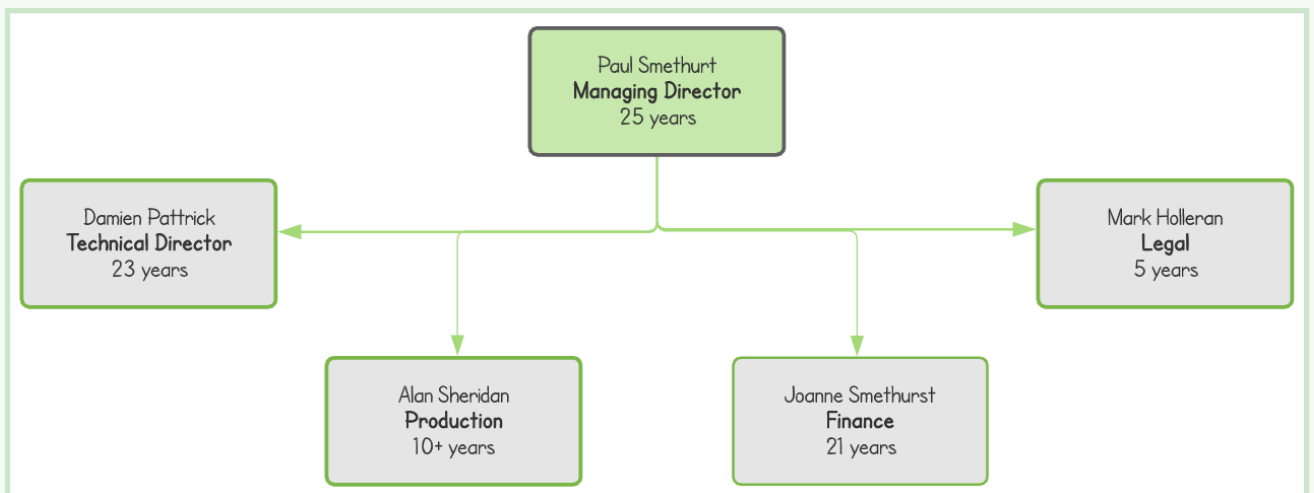 Paul Smethurt
Managing Director
25 years
Damien Pattrick
Technical Director
23 years
Mark Holleran
Legal
5 years
Alan Sheridan
Production
10+ years
Joanne Smethurst
Finance
21 years